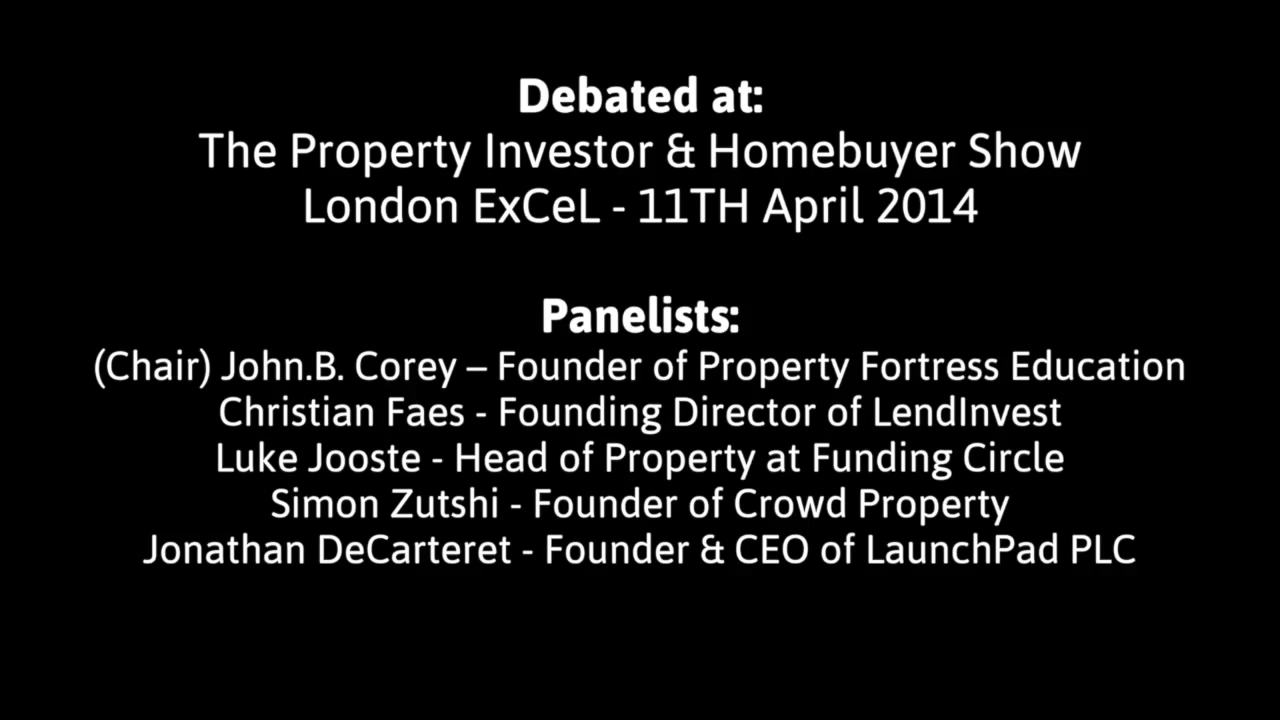 Debated at:
The Property Investor & Homebuyer Show
London ExCeL - 11TH April 2014
Panelists:
(Chair) John.B. Corey – Founder of Property Fortress Education
Christian Faes - Founding Director of LendInvest
Luke Jooste - Head of Property at Funding Circle
Simon Zutshi - Founder of Crowd Property
Jonathan DeCarteret - Founder & CEO of LaunchPad PLC